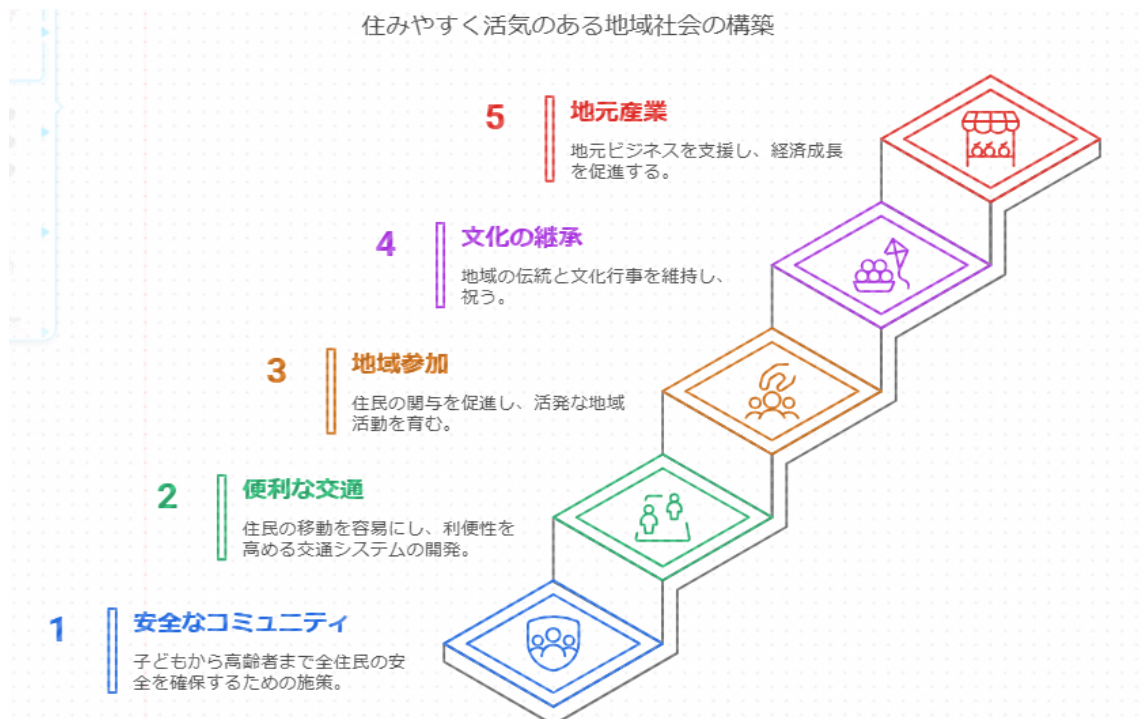 住みやすく活気のある地域社会の構築
5
地元産業
地元ビジネスを支援し、経済成長
を促進する。
4
文化の継承
地域の伝統と文化行事を維持し、
祝う。
3
地域参加
住民の関与を促進し、活発な地域
活動を育む。
2
便利な交通
住民の移動を容易にし、利便性を
高める交通システムの開発。
1
安全なコミュニティ
子どもから高齢者まで全住民の安
全を確保するための施策。